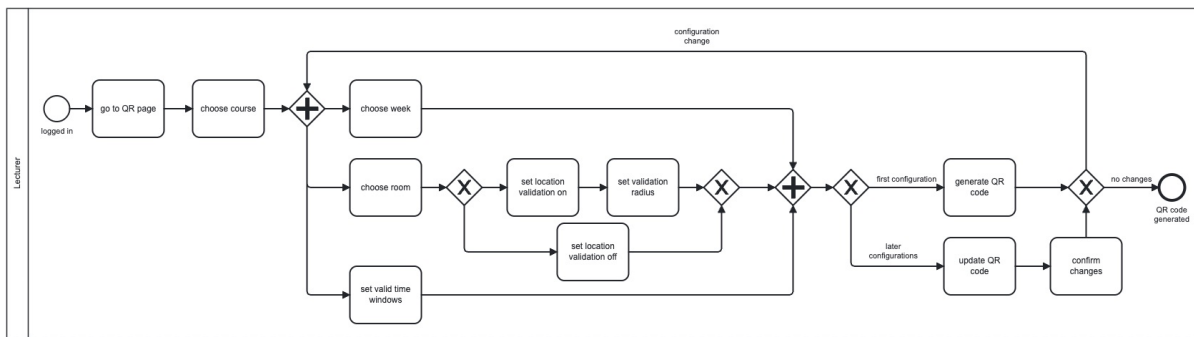 configuration
change
Lecturer
logged in
go to QR page
choose course
choose week
choose room
set location
validation on
set validation
radius
set location
validation off
set valid time
windows
first configuration
generate QR
code
later
configurations
update QR
code
confirm
changes
no changes
QR code
generated